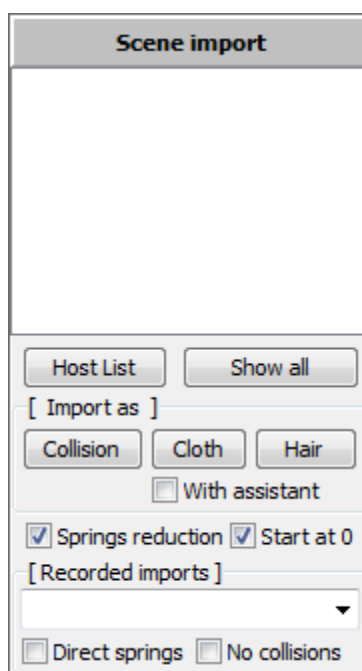 Scene import
Host List Show all
[ Import as ]
Collision Cloth Hair
With assistant
Springs reduction Start at 0
[ Recorded imports ]
Direct springs No collisions